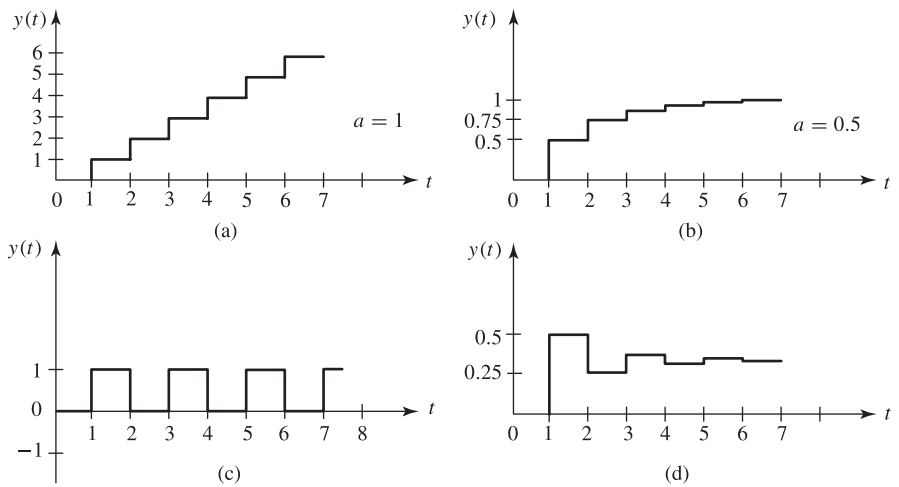 y(t)
6
5
4
3
2
1
a = 1
0 1 2 3 4 5 6 7 t
(a)
y(t)
1
0.75
0.5
a = 0.5
0 1 2 3 4 5 6 7 t
(b)
y(t)
1
0
−1
1 2 3 4 5 6 7 8 t
(c)
y(t)
0.5
0.25
0 1 2 3 4 5 6 7 t
(d)